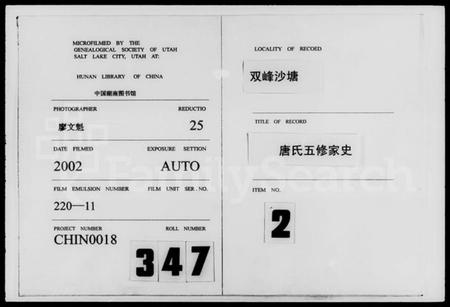 MICROFILMED BY THE
GENEALOGICAL SOCIETY OF UTAH
SALT LAKE CITY, UTAH AT:
HUNAN LIBRARY OF CHINA
中国湖南图书馆
PHOTOGRAPHER REDUCTIO
廖文魁 25
DATE FILMED EXPOSURE SETTION
2002 AUTO
FILM EMULSION NUMBER FILM UNIT SER. NO.
220—11
PROJECT NUMBER ROLL NUMBER
CHIN0018 347
LOCALITY OF RECOED
双峰沙塘
TITLE OF RECORD
唐氏五修家史
ITEM NO.
2
FamilySearch